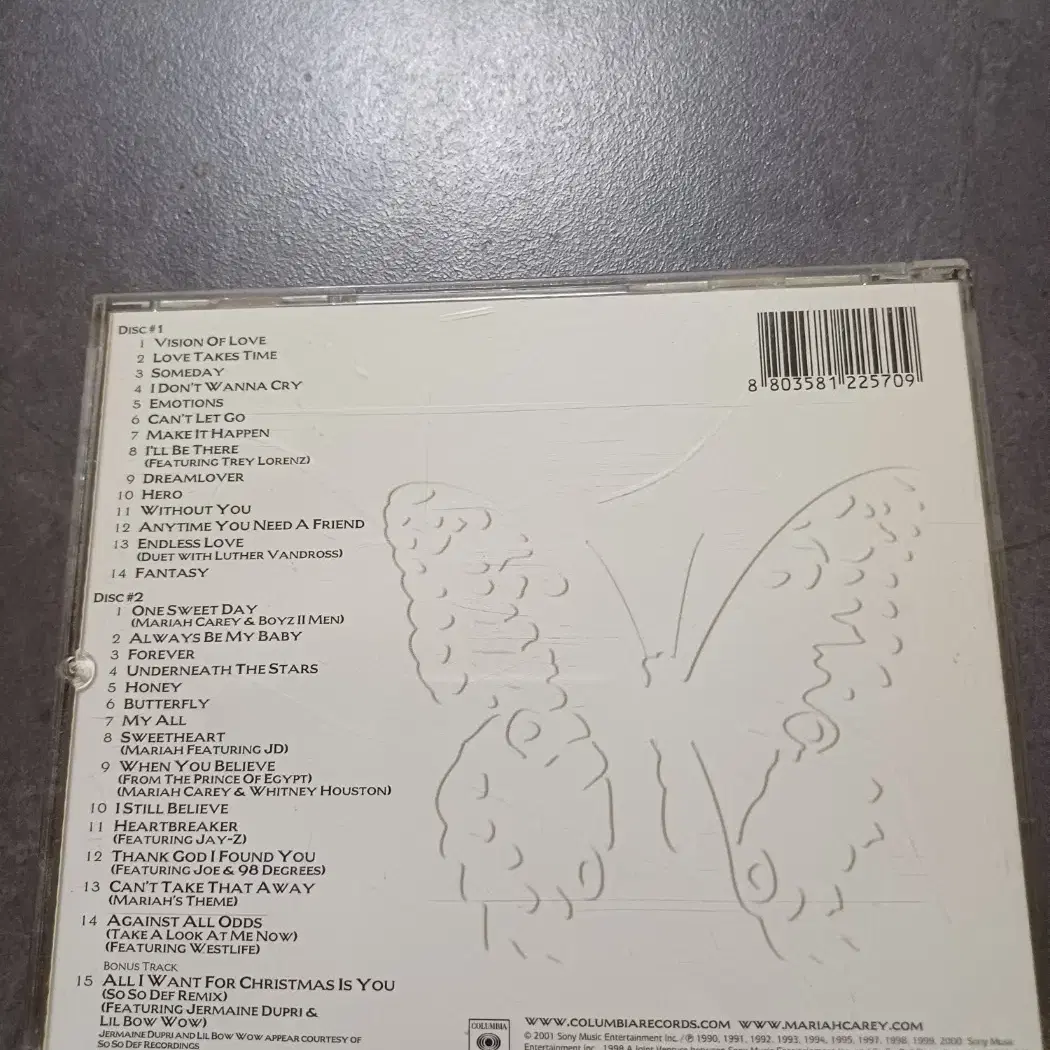 DISC #1
1 VISION OF LOVE
2 LOVE TAKES TIME
3 SOMEDAY
4 I DON'T WANNA CRY
5 EMOTIONS
6 CAN'T LET GO
7 MAKE IT HAPPEN
8 I'LL BE THERE
(FEATURING TREY LORENZ)
9 DREAMLOVER
10 HERO
11 WITHOUT YOU
12 ANYTIME YOU NEED A FRIEND
13 ENDLESS LOVE
(DUET WITH LUTHER VANDROSS)
14 FANTASY
DISC #2
1 ONE SWEET DAY
(MARIAH CAREY & BOYZ II MEN)
2 ALWAYS BE MY BABY
3 FOREVER
4 UNDERNEATH THE STARS
5 HONEY
6 BUTTERFLY
7 MY ALL
8 SWEETHEART
(MARIAH FEATURING JD)
9 WHEN YOU BELIEVE
(FROM THE PRINCE OF EGYPT)
(MARIAH CAREY & WHITNEY HOUSTON)
10 I STILL BELIEVE
11 HEARTBREAKER
(FEATURING JAY-Z)
12 THANK GOD I FOUND YOU
(FEATURING JOE & 98 DEGREES)
13 CAN'T TAKE THAT AWAY
(MARIAH'S THEME)
14 AGAINST ALL ODDS
(TAKE A LOOK AT ME NOW)
(FEATURING WESTLIFE)
BONUS TRACK
15 ALL I WANT FOR CHRISTMAS IS YOU
(SO SO DEF REMIX)
(FEATURING JERMAINE DUPRI &
LIL BOW WOW)
JERMAINE DUPRI AND LIL BOW WOW APPEAR COURTESY OF
SO SO DEF RECORDINGS
8 803581 225709
COLUMBIA
WWW.COLUMBIARECORDS.COM WWW.MARIAHCAREY.COM
© 2001 Sony Music Entertainment Inc. / ℗ 1990, 1991, 1992, 1993, 1994, 1995, 1997, 1998, 1999, 2000 Sony Music